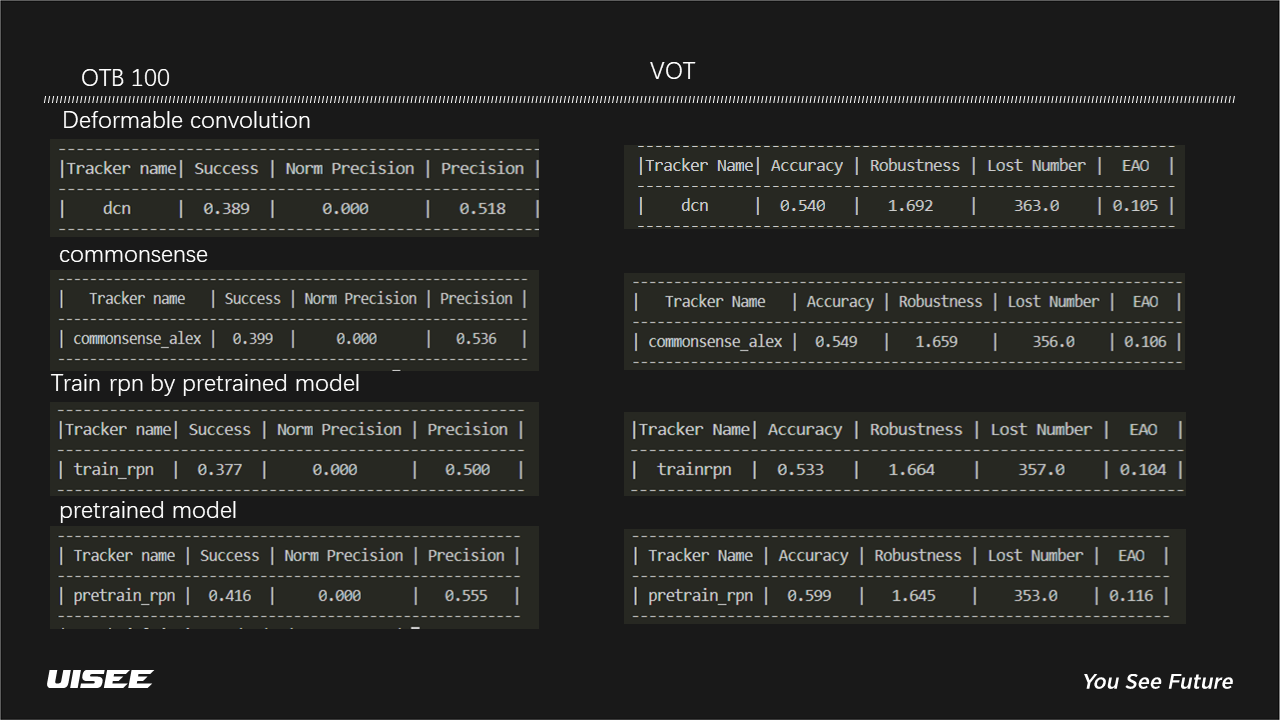 OTB 100
VOT
Deformable convolution
|Tracker name| Success | Norm Precision | Precision |
| dcn | 0.389 | 0.000 | 0.518 |
|Tracker Name| Accuracy | Robustness | Lost Number | EAO |
| dcn | 0.540 | 1.692 | 363.0 | 0.105 |
commonsense
| Tracker name | Success | Norm Precision | Precision |
| commonsense_alex | 0.399 | 0.000 | 0.536 |
| Tracker Name | Accuracy | Robustness | Lost Number | EAO |
| commonsense_alex | 0.549 | 1.659 | 356.0 | 0.106 |
Train rpn by pretrained model
|Tracker name| Success | Norm Precision | Precision |
| train_rpn | 0.377 | 0.000 | 0.500 |
|Tracker Name| Accuracy | Robustness | Lost Number | EAO |
| trainrpn | 0.533 | 1.664 | 357.0 | 0.104 |
pretrained model
| Tracker name | Success | Norm Precision | Precision |
| pretrain_rpn | 0.416 | 0.000 | 0.555 |
| Tracker Name | Accuracy | Robustness | Lost Number | EAO |
| pretrain_rpn | 0.599 | 1.645 | 353.0 | 0.116 |
UISEE
You See Future